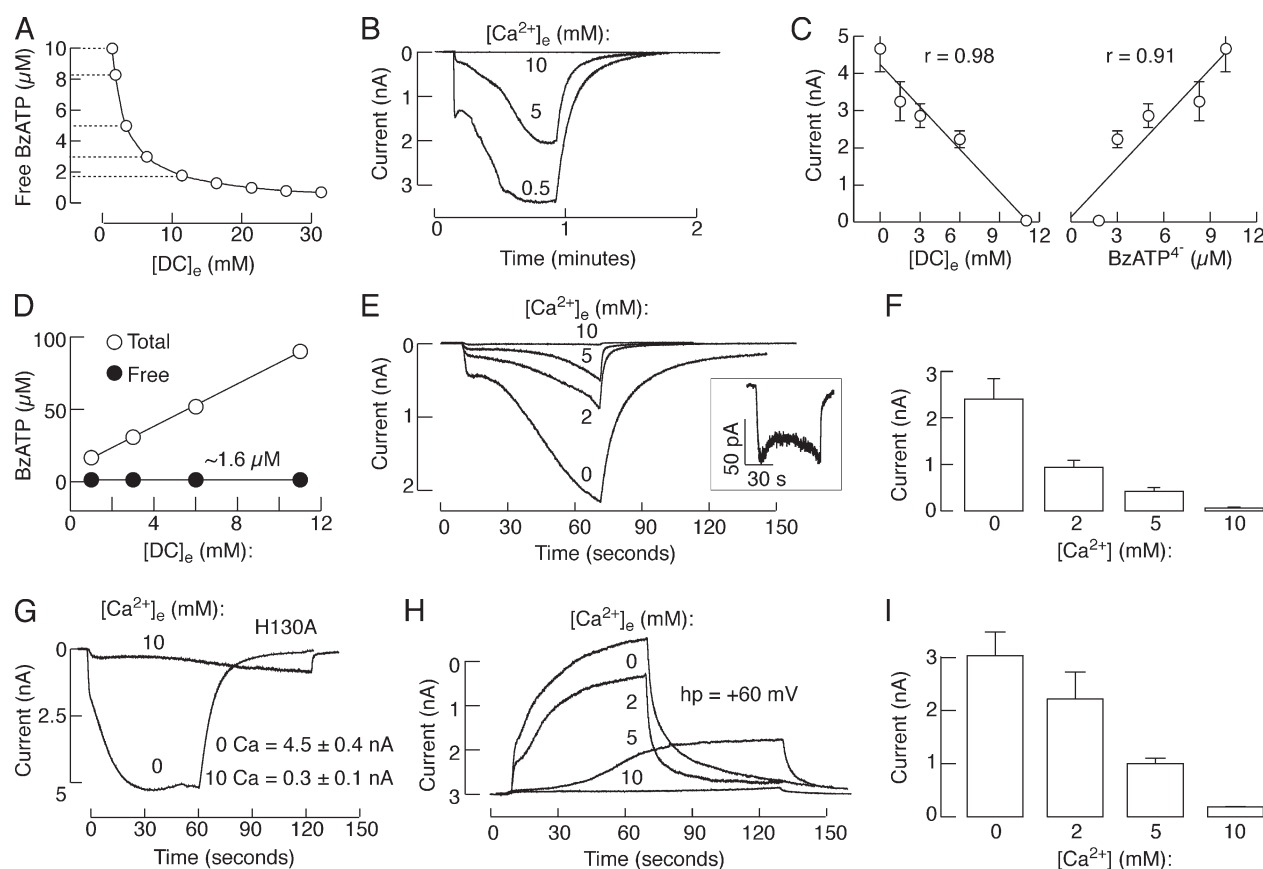 A
10
8
6
4
2
0
Free BzATP (µM)
0 10 20 30
[DC]e (mM)
B
[Ca2+]e (mM):
0
1
2
3
Current (nA)
10
5
0.5
0 1 2
Time (minutes)
C
5
4
3
2
1
0
Current (nA)
r = 0.98
r = 0.91
0 3 6 9 12
0 3 6 9 12
[DC]e (mM)
BzATP4- (µM)
D
100
50
0
BzATP (µM)
Total
Free
~1.6 µM
0 4 8 12
[DC]e (mM):
E
[Ca2+]e (mM):
0
1
2
Current (nA)
10
5
2
0
50 pA
30 s
0 30 60 90 120 150
Time (seconds)
F
3
2
1
0
Current (nA)
0 2 5 10
[Ca2+] (mM):
G
[Ca2+]e (mM):
H130A
0
2.5
5
Current (nA)
10
0
0 Ca = 4.5 ± 0.4 nA
10 Ca = 0.3 ± 0.1 nA
0 30 60 90 120 150
Time (seconds)
H
[Ca2+]e (mM):
0
1
2
3
Current (nA)
0
2
5
10
hp = +60 mV
0 30 60 90 120 150
Time (seconds)
I
3
2
1
0
Current (nA)
0 2 5 10
[Ca2+] (mM):